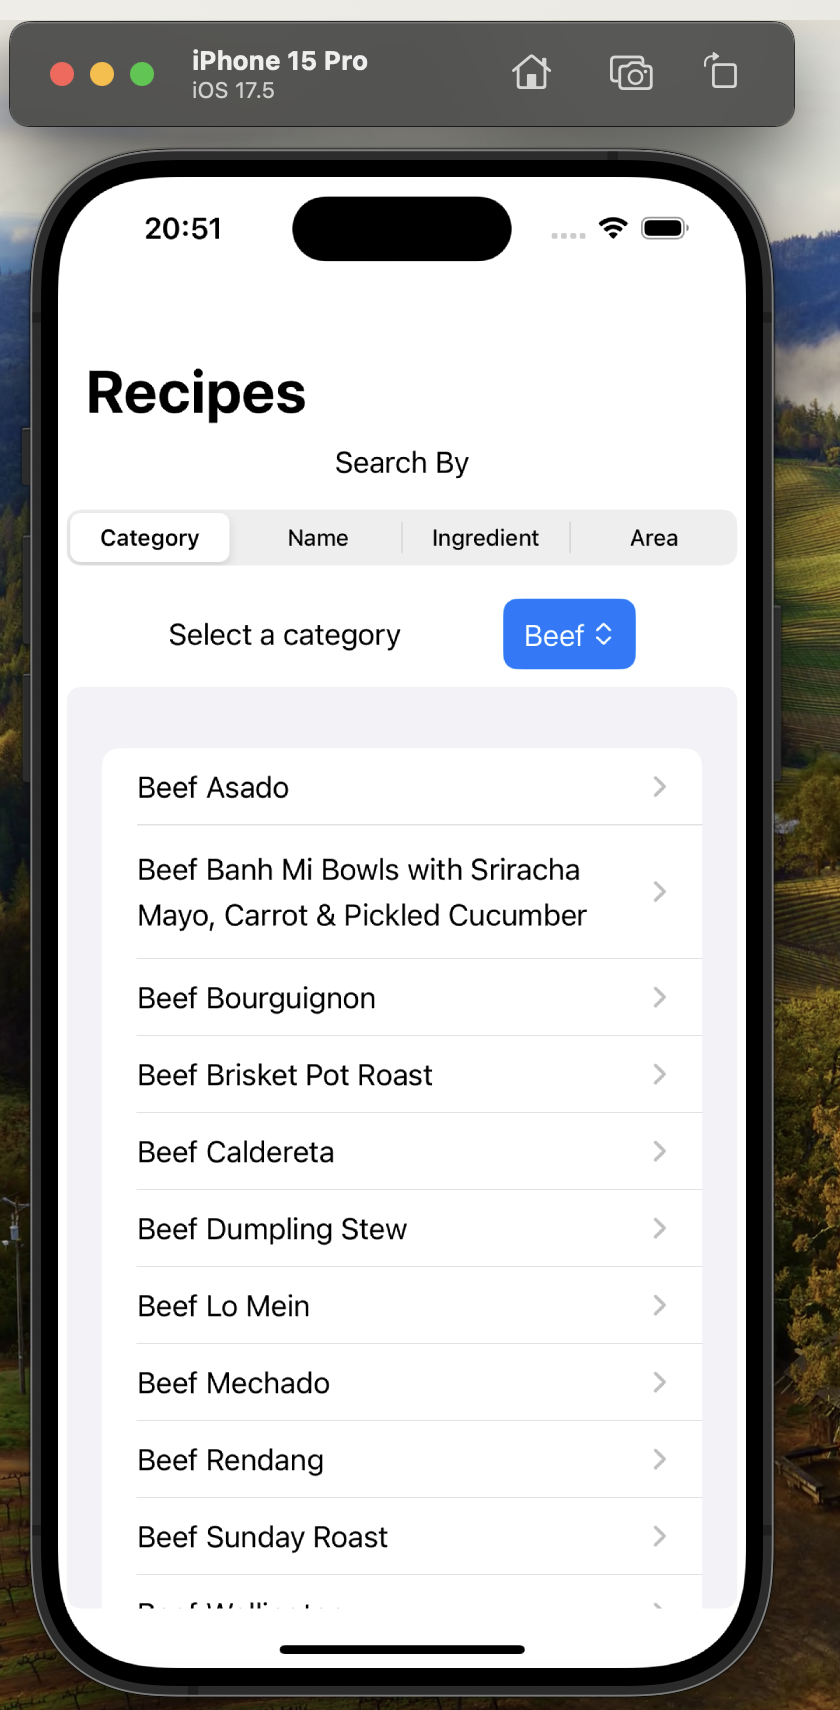 iPhone 15 Pro
iOS 17.5
20:51
Recipes
Search By
Category Name Ingredient Area
Select a category Beef
Beef Asado
Beef Banh Mi Bowls with Sriracha
Mayo, Carrot & Pickled Cucumber
Beef Bourguignon
Beef Brisket Pot Roast
Beef Caldereta
Beef Dumpling Stew
Beef Lo Mein
Beef Mechado
Beef Rendang
Beef Sunday Roast